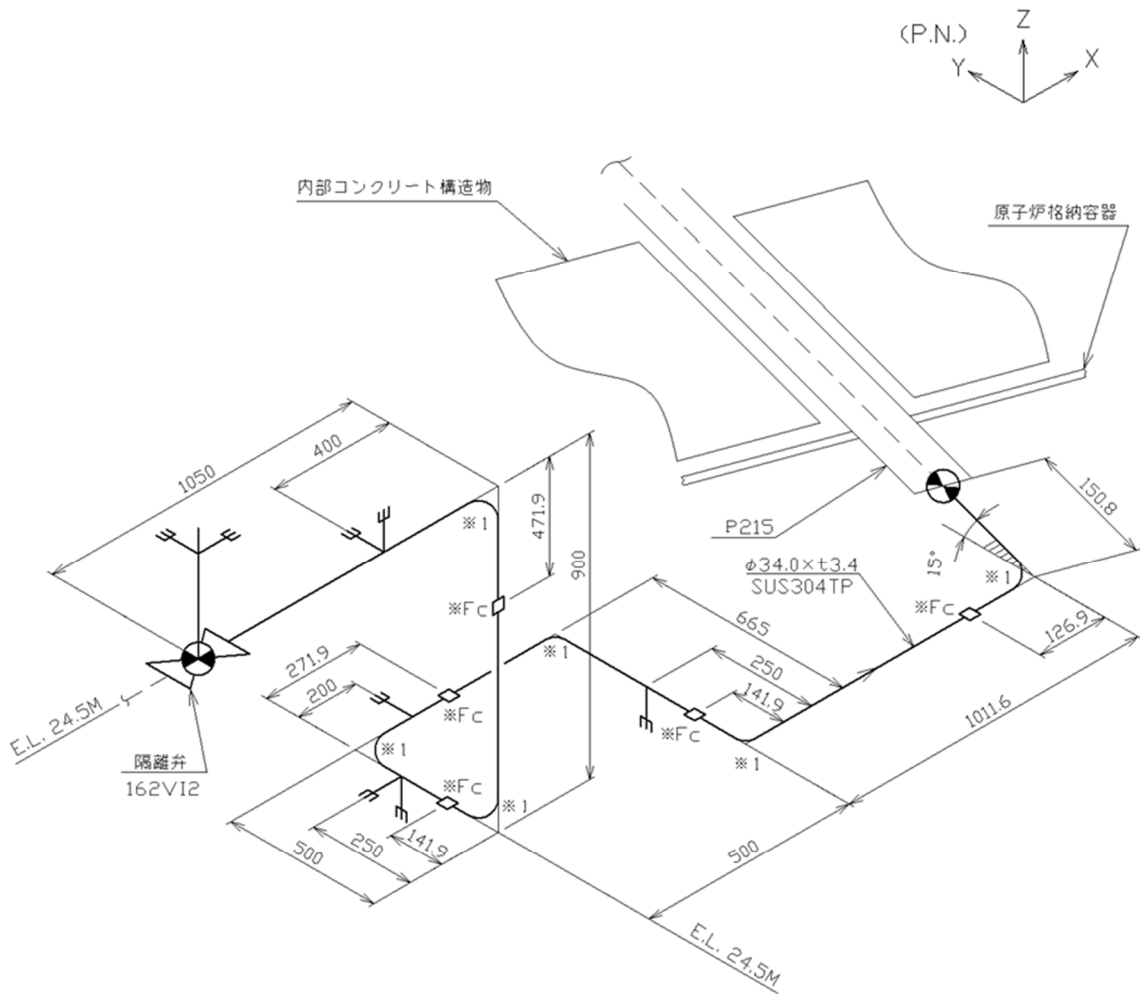 (P.N.)
Z
Y
X
内部コンクリート構造物
原子炉格納容器
1050
400
※1
471.9
900
P215
150.8
15°
※1
φ34.0×t3.4
SUS304TP
※Fc
※Fc
126.9
665
271.9
200
※1
250
141.9
※Fc
※Fc
1011.6
E.L. 24.5M
隔離弁
162VI2
※1
※1
※Fc
※1
500
250
141.9
500
E.L. 24.5M